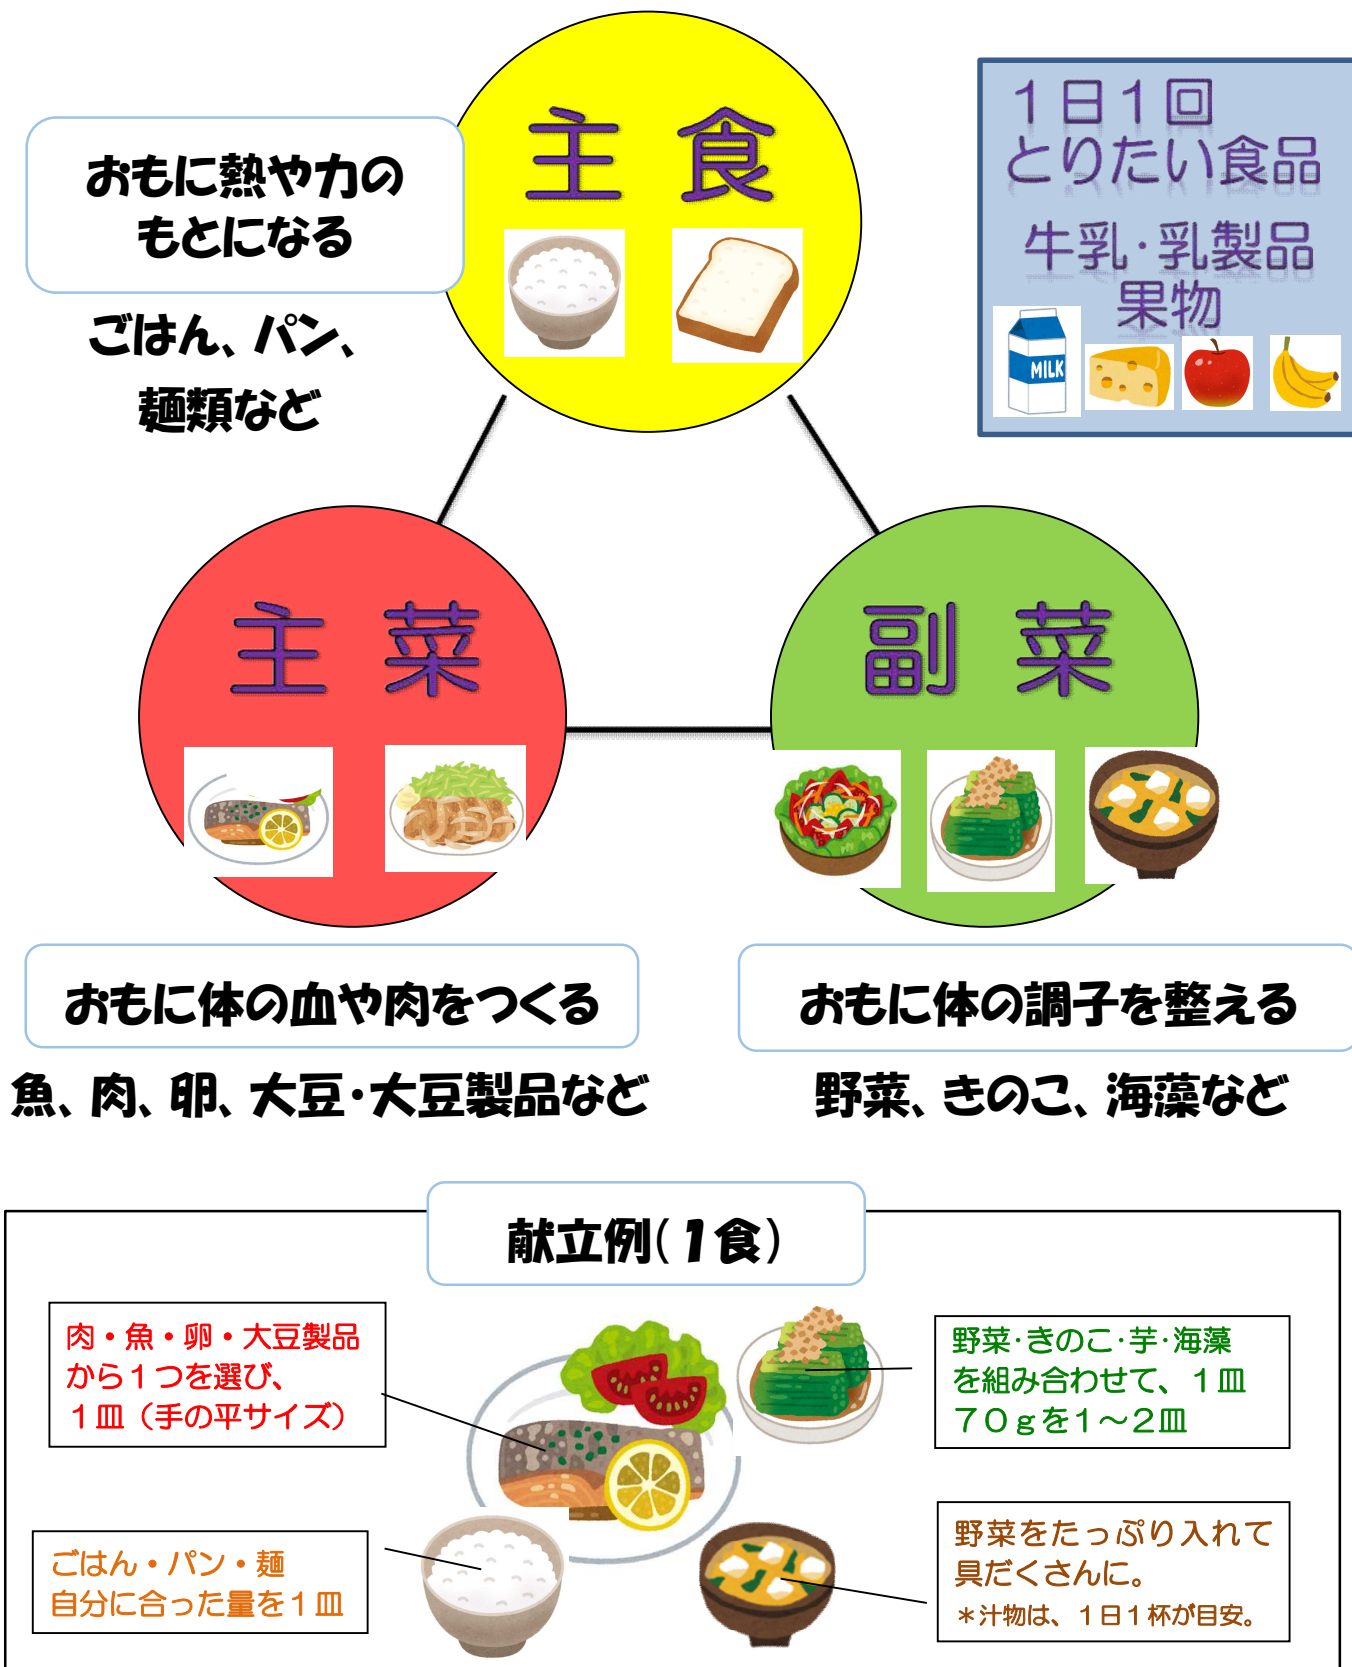 主食
おもに熱や力の
もとになる
ごはん、パン、
麺類など
1日1回
とりたい食品
牛乳・乳製品
果物
MILK
主菜
副菜
おもに体の血や肉をつくる
魚、肉、卵、大豆・大豆製品など
おもに体の調子を整える
野菜、きのこ、海藻など
献立例(1食)
肉・魚・卵・大豆製品
から1つを選び、
1皿(手の平サイズ)
野菜・きのこ・芋・海藻
を組み合わせて、1皿
70gを1〜2皿
ごはん・パン・麺
自分に合った量を1皿
野菜をたっぷり入れて
具だくさんに。
*汁物は、1日1杯が目安。